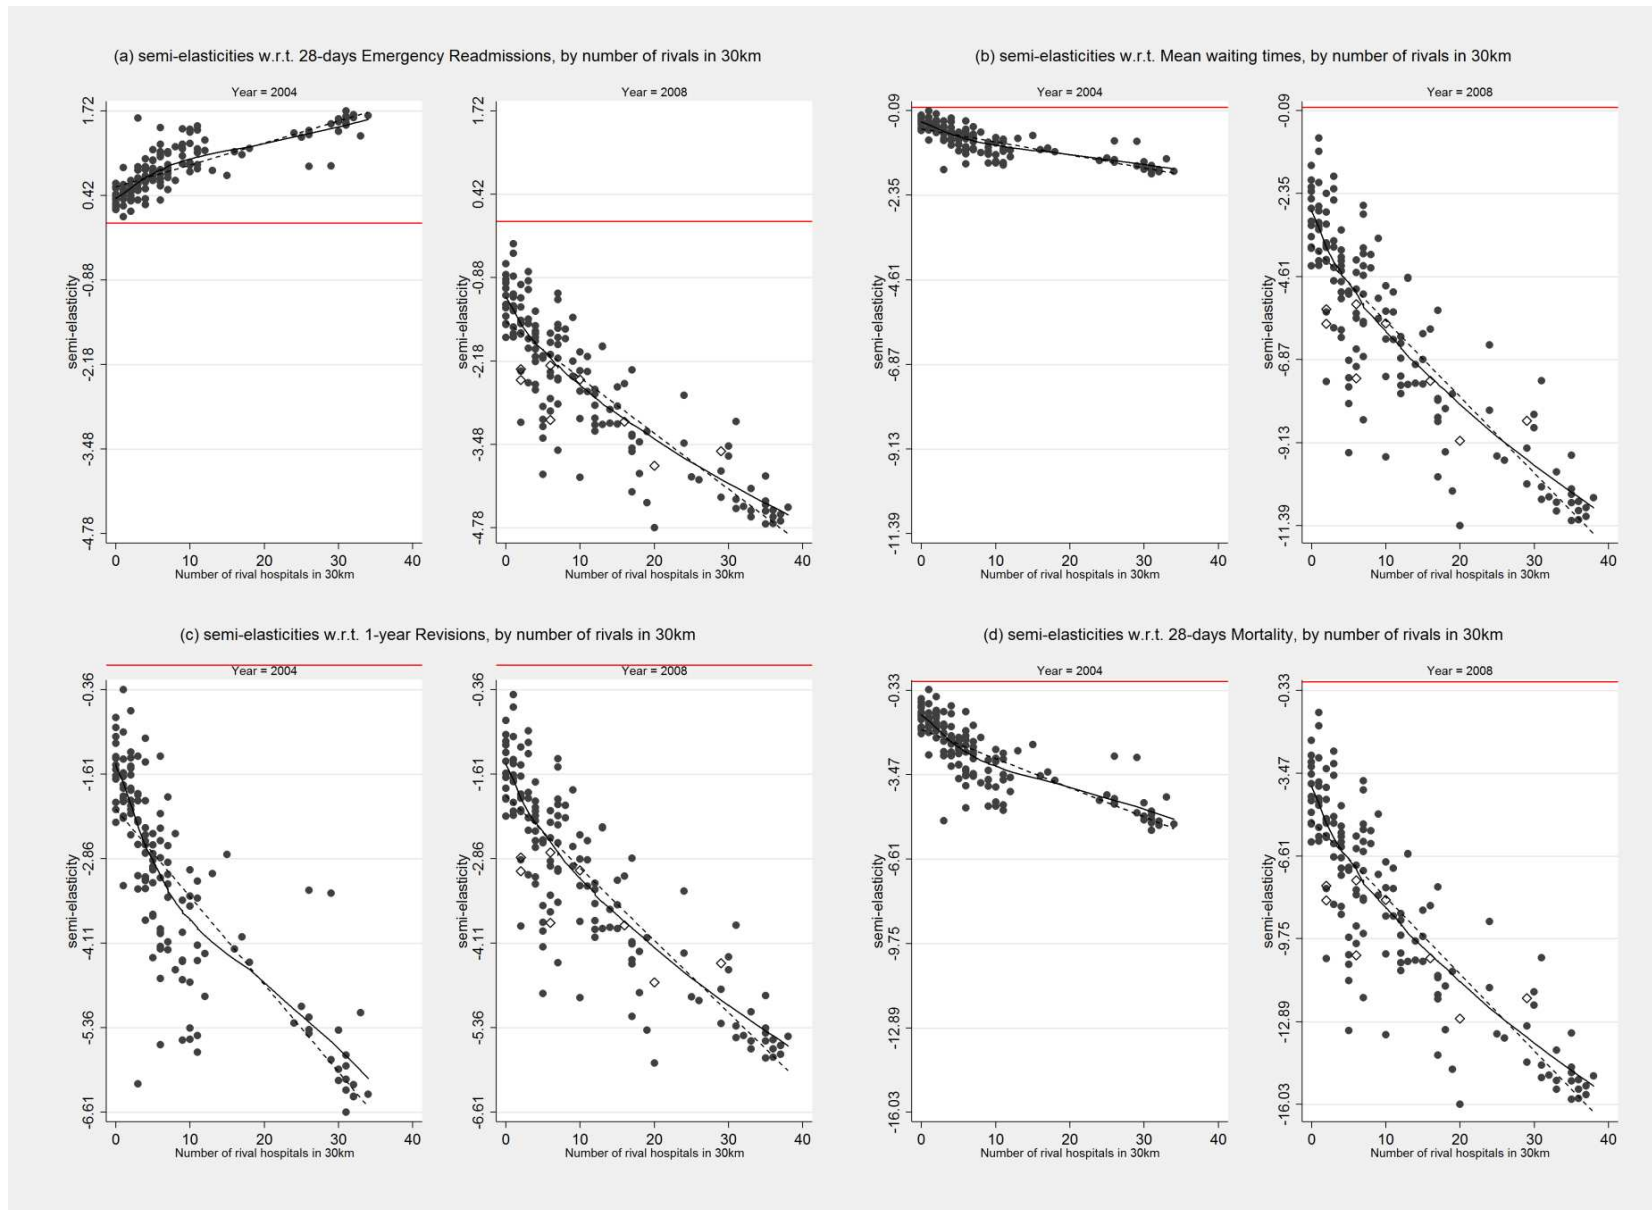 (a) semi-elasticities w.r.t. 28-days Emergency Readmissions, by number of rivals in 30km
Year = 2004
semi-elasticity
1.72
0.42
-0.88
-2.18
-3.48
-4.78
0 10 20 30 40
Number of rival hospitals in 30km
Year = 2008
semi-elasticity
1.72
0.42
-0.88
-2.18
-3.48
-4.78
0 10 20 30 40
Number of rival hospitals in 30km
(b) semi-elasticities w.r.t. Mean waiting times, by number of rivals in 30km
Year = 2004
semi-elasticity
-0.09
-2.35
-4.61
-6.87
-9.13
-11.39
0 10 20 30 40
Number of rival hospitals in 30km
Year = 2008
semi-elasticity
-0.09
-2.35
-4.61
-6.87
-9.13
-11.39
0 10 20 30 40
Number of rival hospitals in 30km
(c) semi-elasticities w.r.t. 1-year Revisions, by number of rivals in 30km
Year = 2004
semi-elasticity
-0.36
-1.61
-2.86
-4.11
-5.36
-6.61
0 10 20 30 40
Number of rival hospitals in 30km
Year = 2008
semi-elasticity
-0.36
-1.61
-2.86
-4.11
-5.36
-6.61
0 10 20 30 40
Number of rival hospitals in 30km
(d) semi-elasticities w.r.t. 28-days Mortality, by number of rivals in 30km
Year = 2004
semi-elasticity
-0.33
-3.47
-6.61
-9.75
-12.89
-16.03
0 10 20 30 40
Number of rival hospitals in 30km
Year = 2008
semi-elasticity
-0.33
-3.47
-6.61
-9.75
-12.89
-16.03
0 10 20 30 40
Number of rival hospitals in 30km